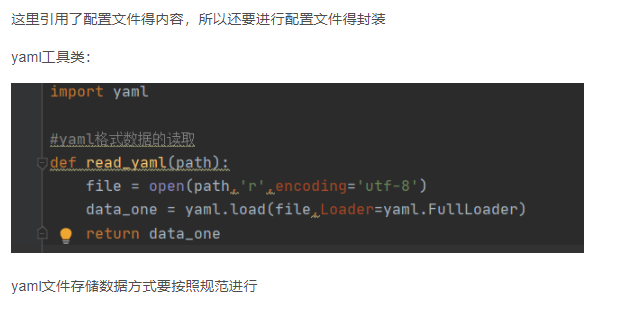 这里引用了配置文件得内容，所以还要进行配置文件得封装
yaml工具类：
import yaml
#yaml格式数据的读取
def read_yaml(path):
    file = open(path,'r',encoding='utf-8')
    data_one = yaml.load(file,Loader=yaml.FullLoader)
    return data_one
yaml文件存储数据方式要按照规范进行